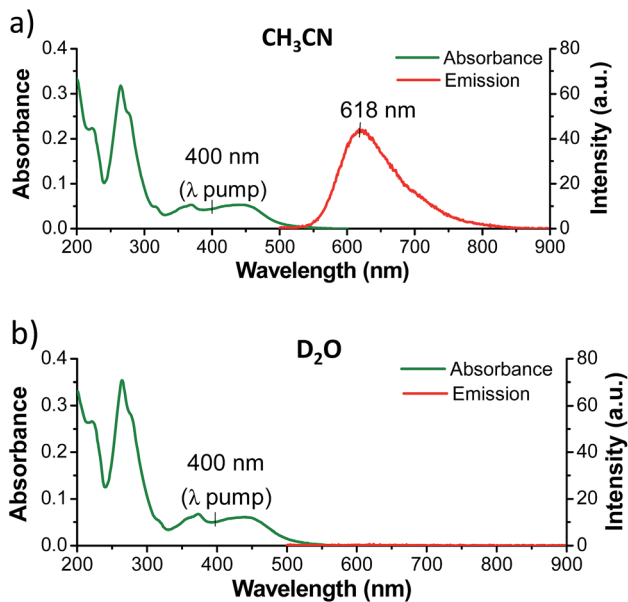 a)
CH₃CN
Absorbance
Emission
618 nm
400 nm
(λ pump)
Absorbance
Intensity (a.u.)
0.4
0.3
0.2
0.1
0.0
80
60
40
20
0
200 300 400 500 600 700 800 900
Wavelength (nm)
b)
D₂O
Absorbance
Emission
400 nm
(λ pump)
Absorbance
Intensity (a.u.)
0.4
0.3
0.2
0.1
0.0
80
60
40
20
0
200 300 400 500 600 700 800 900
Wavelength (nm)